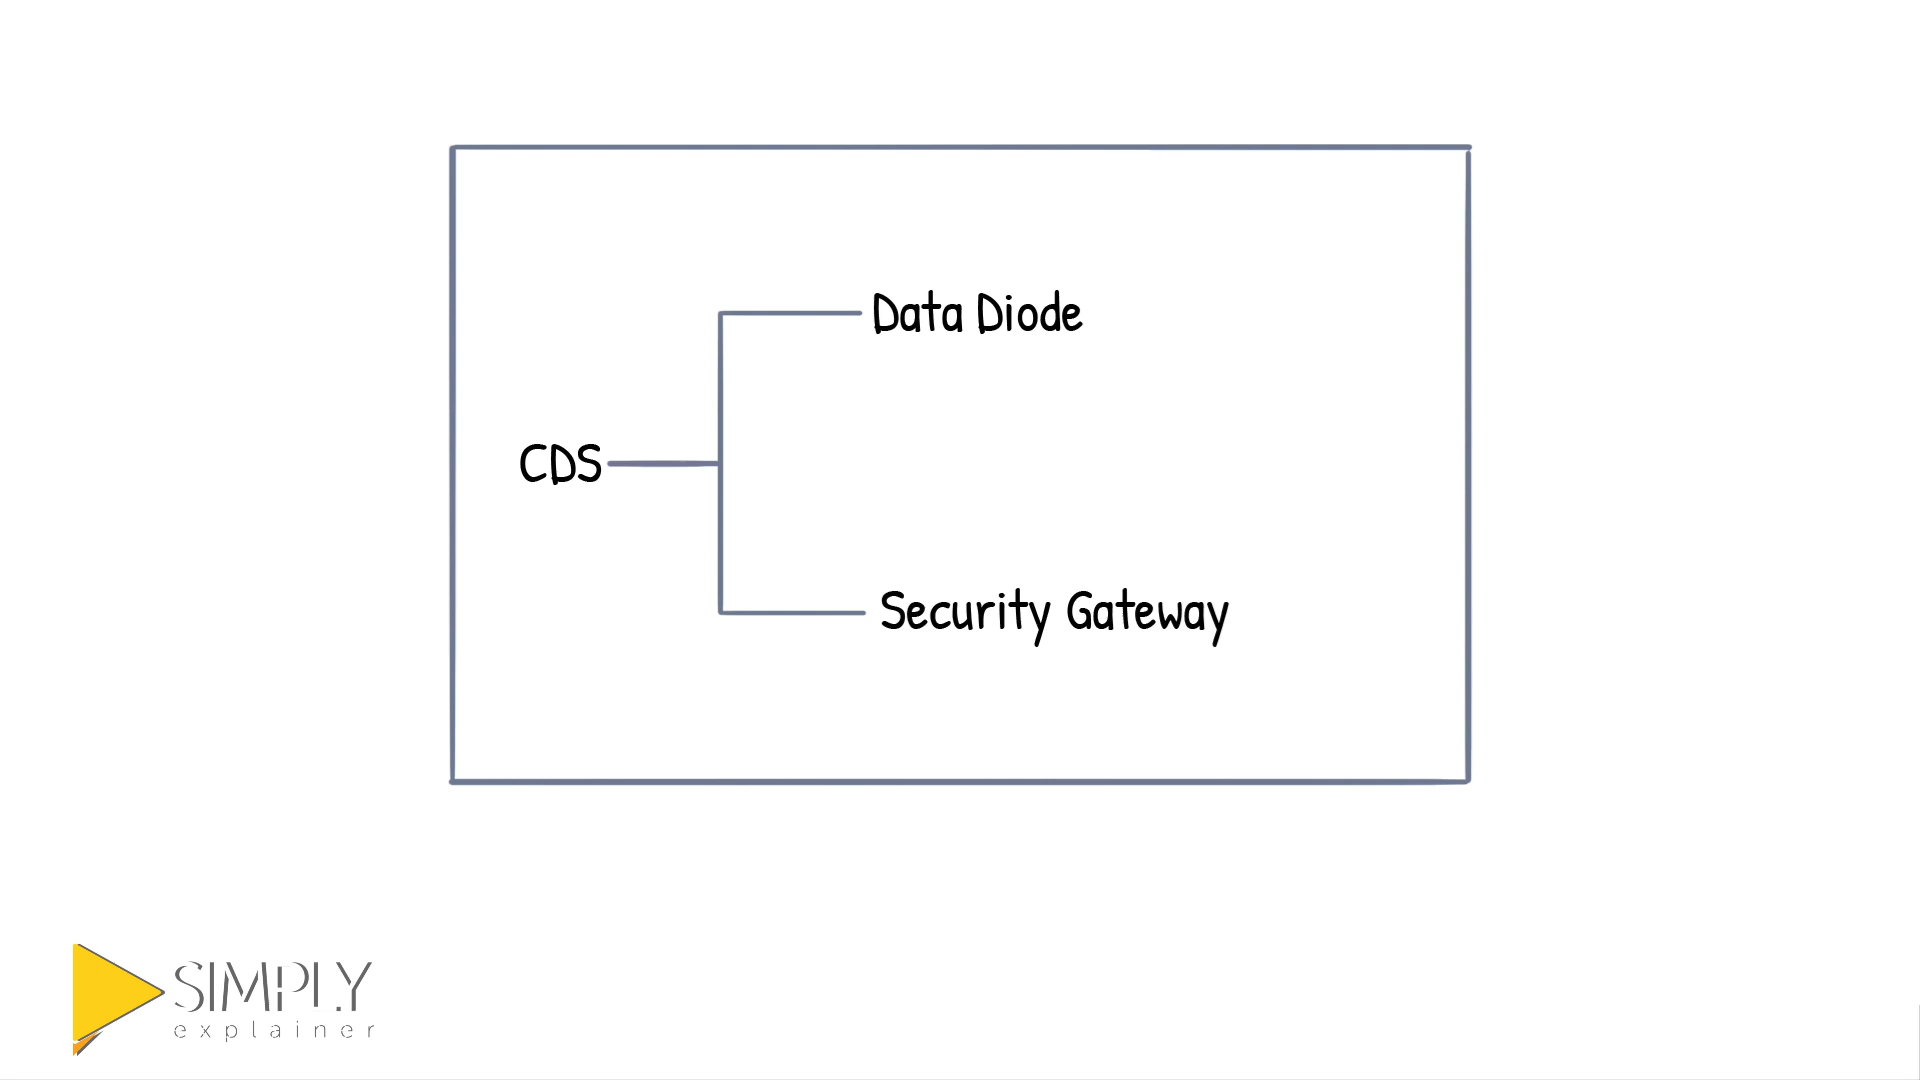 Data Diode
CDS
Security Gateway
SIMPLY
explainer